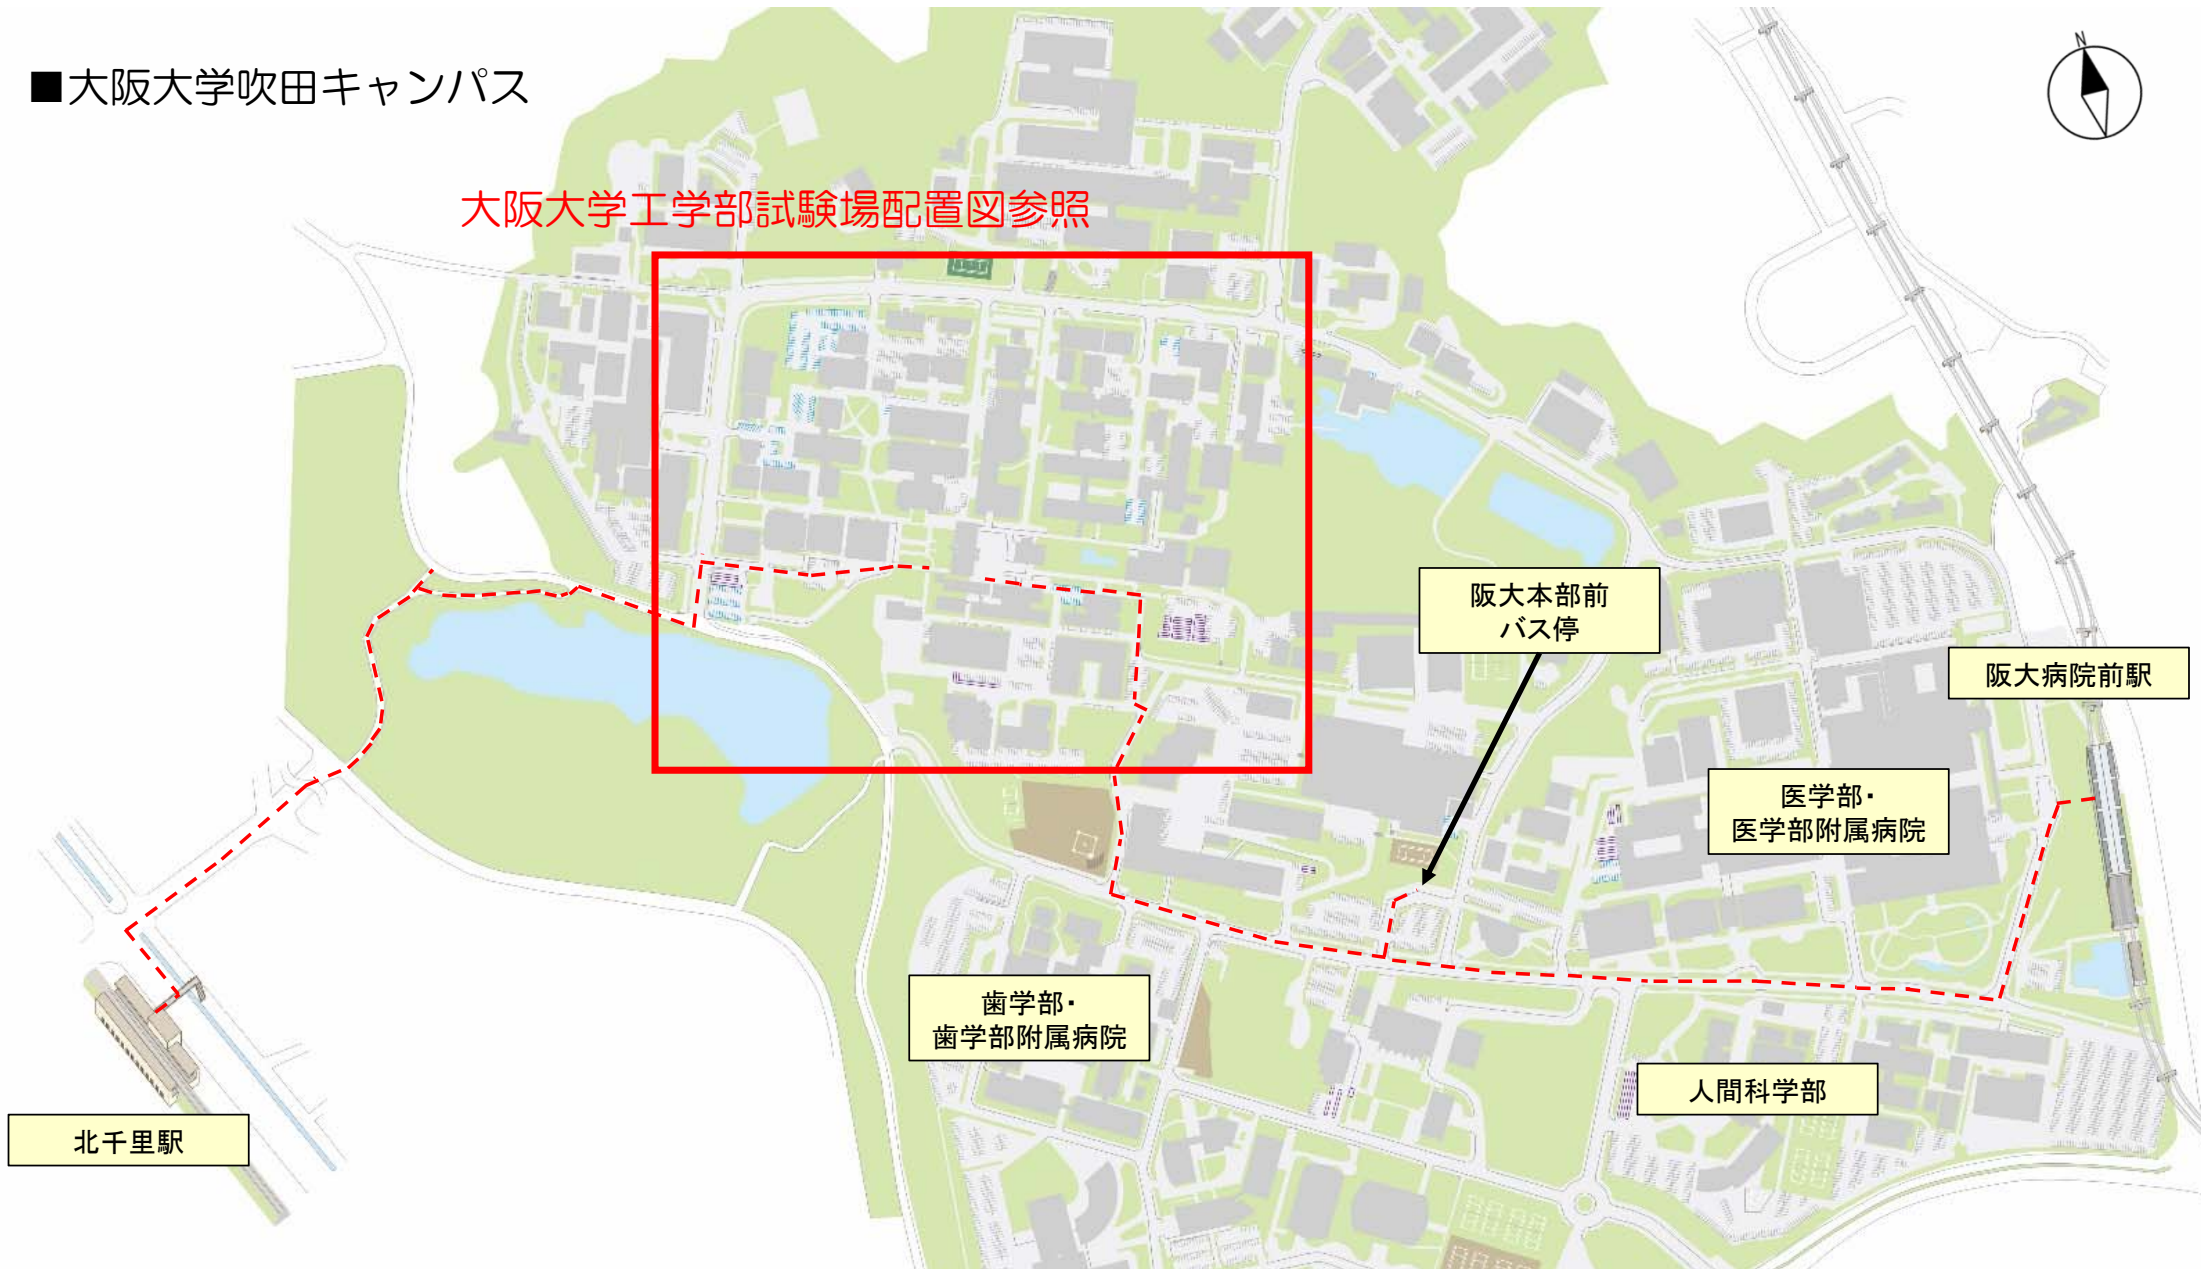 ■大阪大学吹田キャンパス
N
大阪大学工学部試験場配置図参照
阪大本部前
バス停
阪大病院前駅
医学部・
医学部附属病院
歯学部・
歯学部附属病院
人間科学部
北千里駅